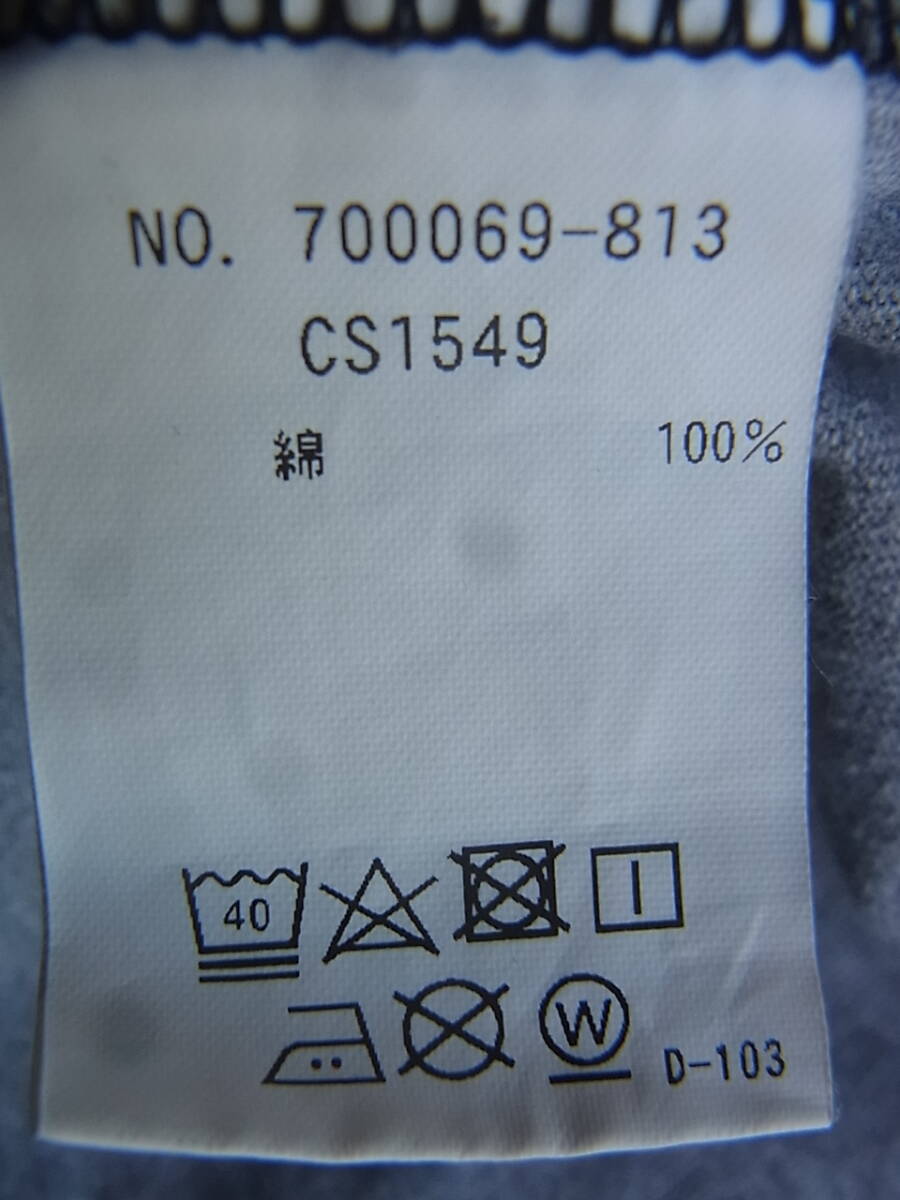 NO. 700069-813
CS1549
綿 100%
40
W
D-103